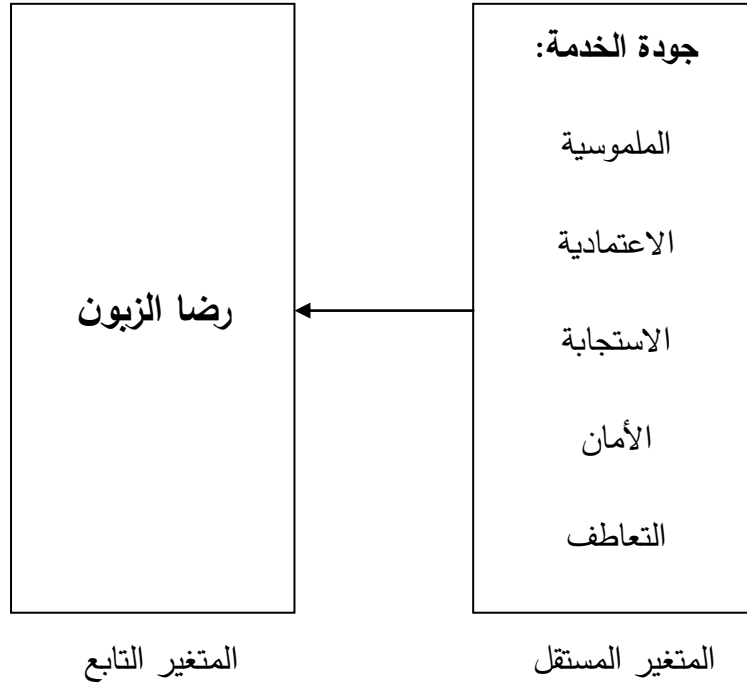 جودة الخدمة:
الملموسية
الاعتمادية
الاستجابة
الأمان
التعاطف
المتغير المستقل
رضا الزبون
المتغير التابع